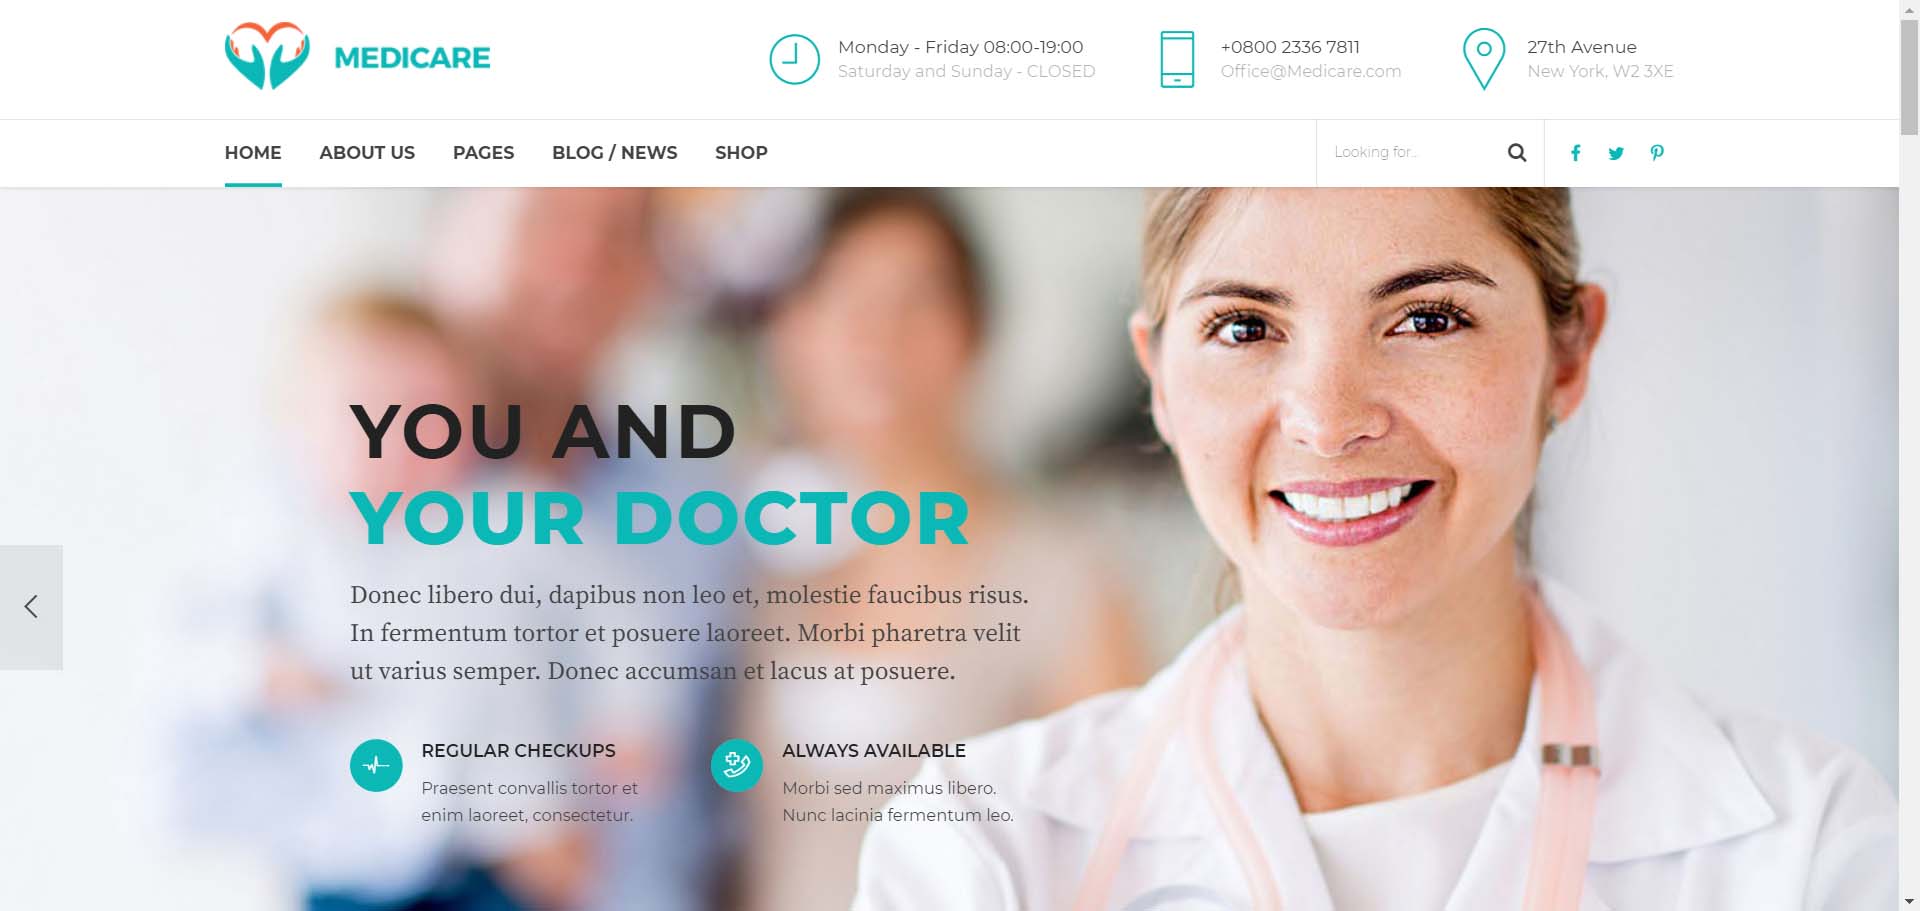 MEDICARE
Monday - Friday 08:00-19:00
Saturday and Sunday - CLOSED
+0800 2336 7811
Office@Medicare.com
27th Avenue
New York, W2 3XE
HOME
ABOUT US
PAGES
BLOG / NEWS
SHOP
Looking for...
YOU AND
YOUR DOCTOR
Donec libero dui, dapibus non leo et, molestie faucibus risus.
In fermentum tortor et posuere laoreet. Morbi pharetra velit
ut varius semper. Donec accumsan et lacus at posuere.
REGULAR CHECKUPS
Praesent convallis tortor et
enim laoreet, consectetur.
ALWAYS AVAILABLE
Morbi sed maximus libero.
Nunc lacinia fermentum leo.